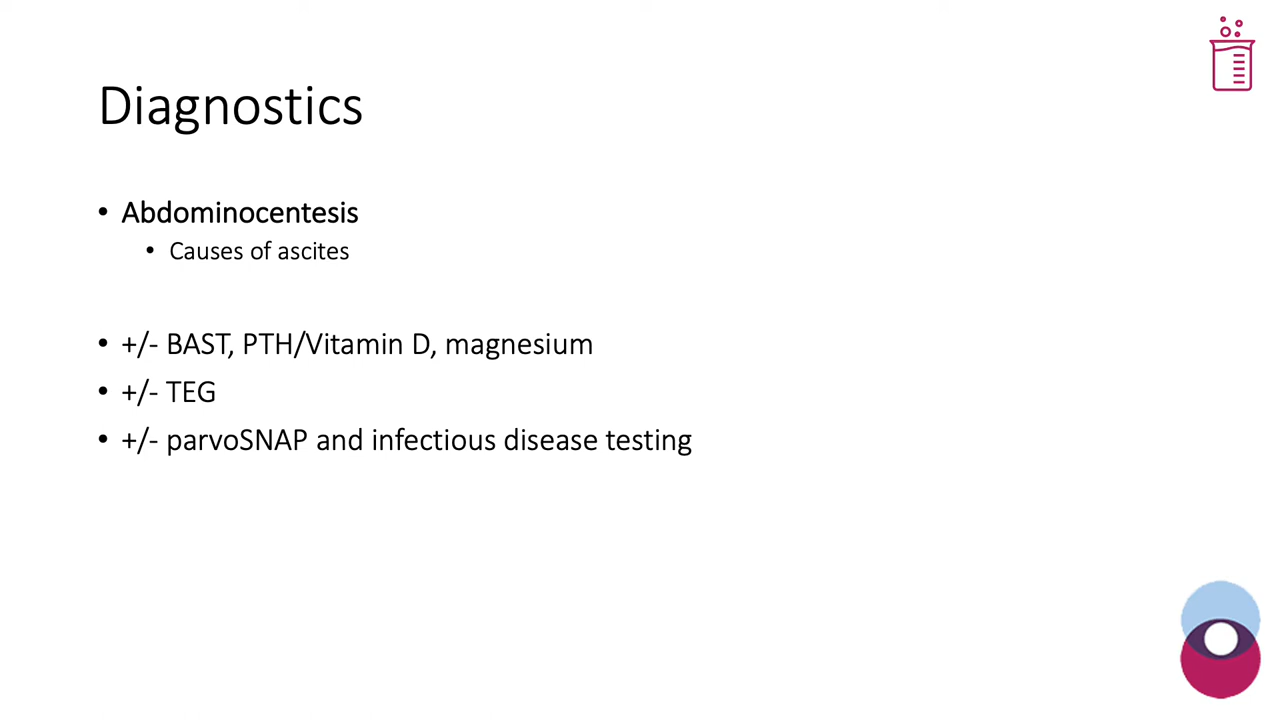 Diagnostics
• Abdominocentesis
• Causes of ascites
• +/- BAST, PTH/Vitamin D, magnesium
• +/- TEG
• +/- parvoSNAP and infectious disease testing